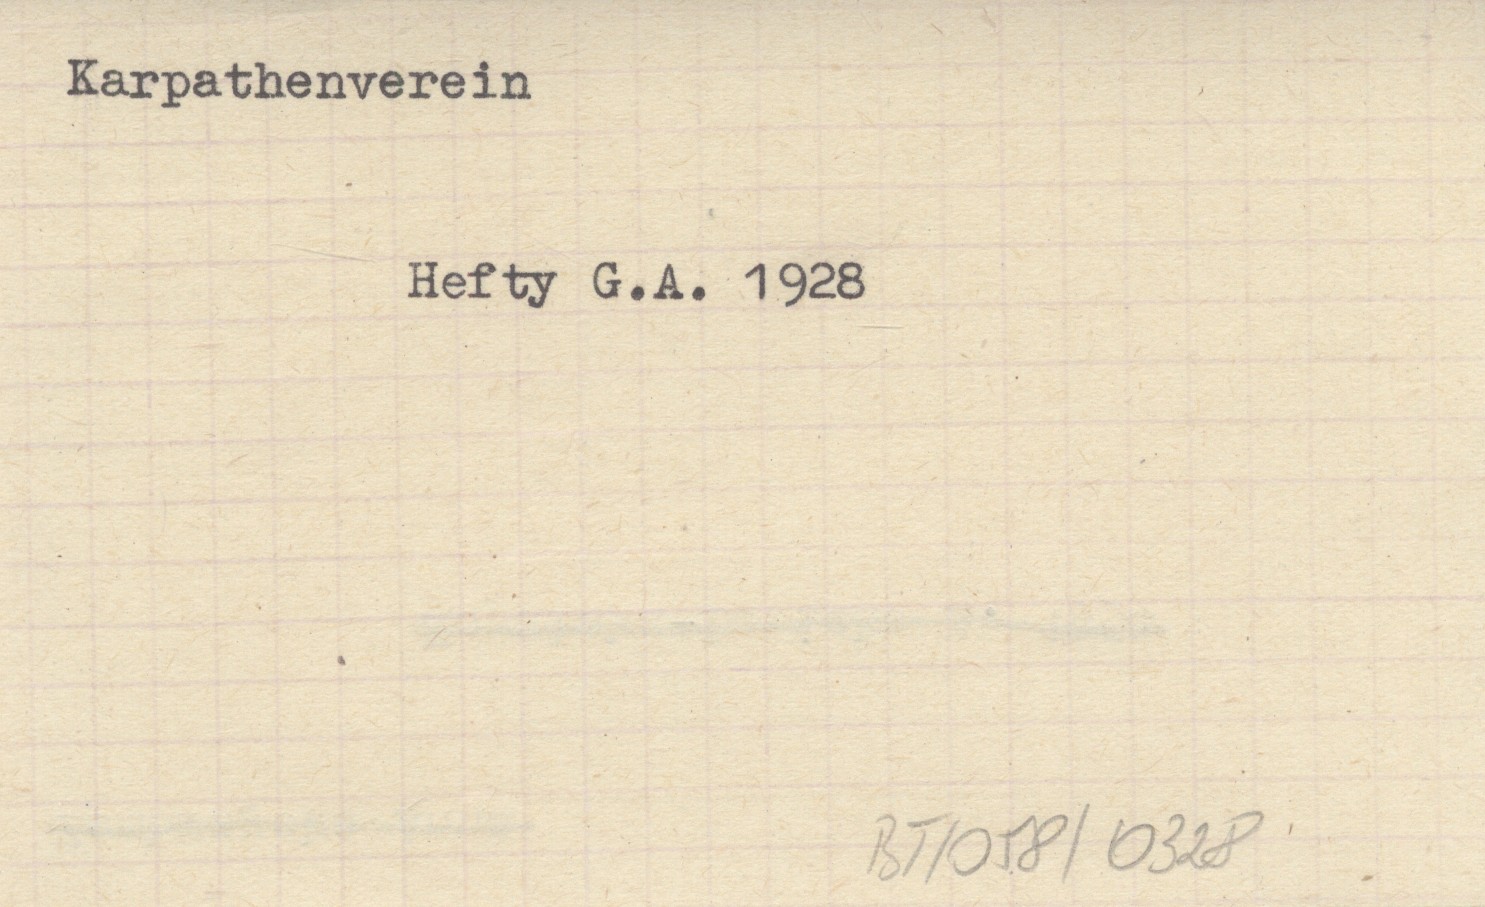 Karpathenverein
Hefty G.A. 1928
BT/058/0328